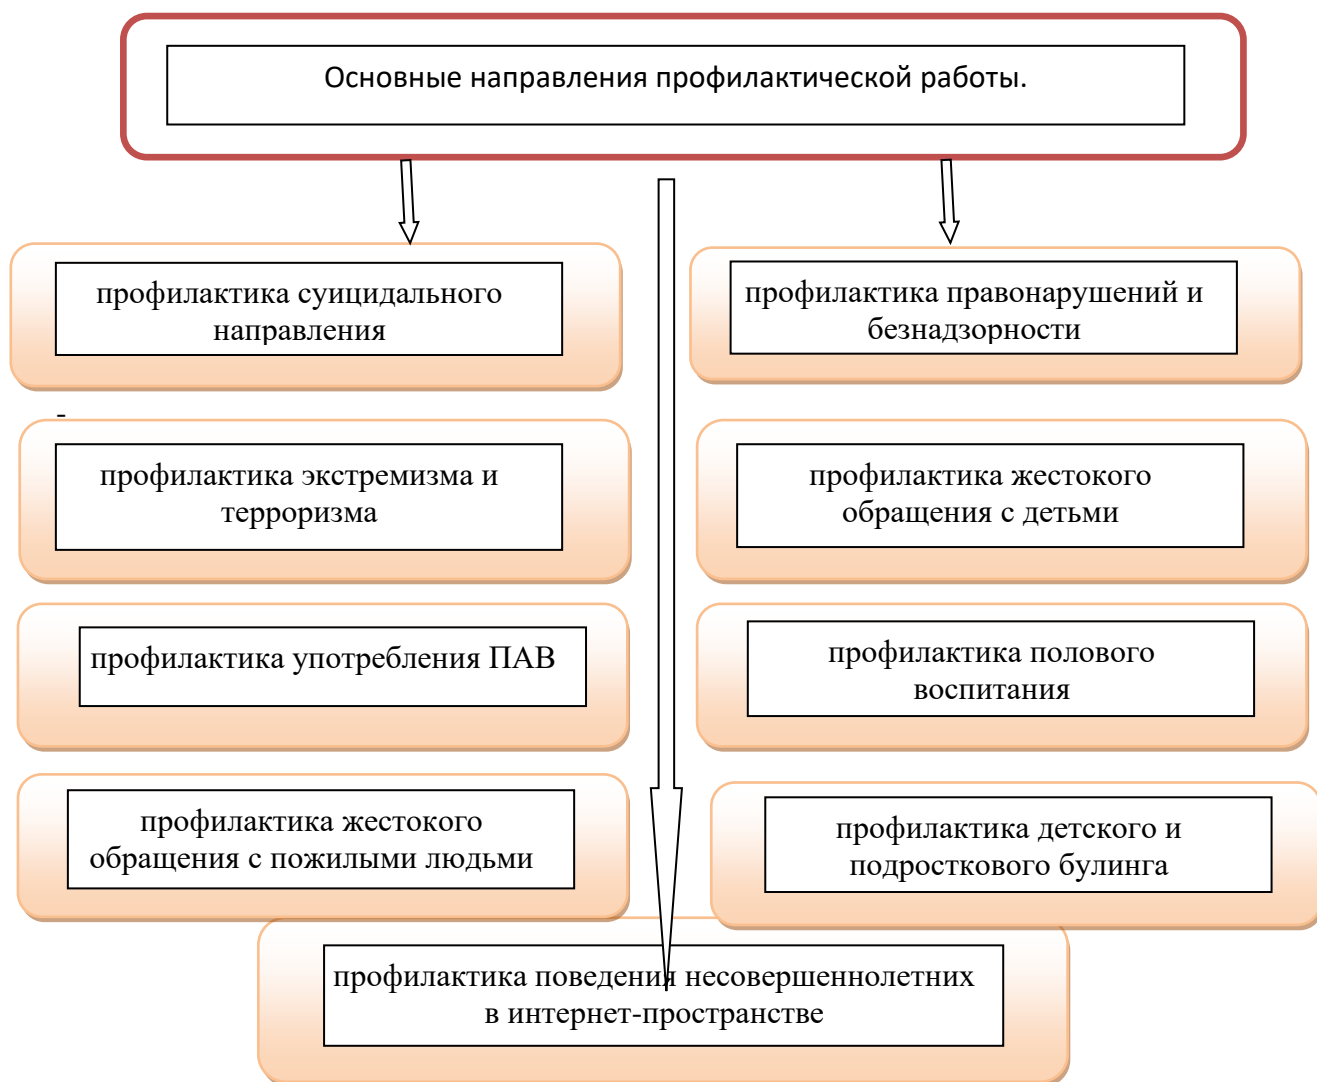 Основные направления профилактической работы.
профилактика суицидального
направления
профилактика правонарушений и
безнадзорности
-
профилактика экстремизма и
терроризма
профилактика жестокого
обращения с детьми
профилактика употребления ПАВ
профилактика полового
воспитания
профилактика жестокого
обращения с пожилыми людьми
профилактика детского и
подросткового булинга
профилактика поведения несовершеннолетних
в интернет-пространстве